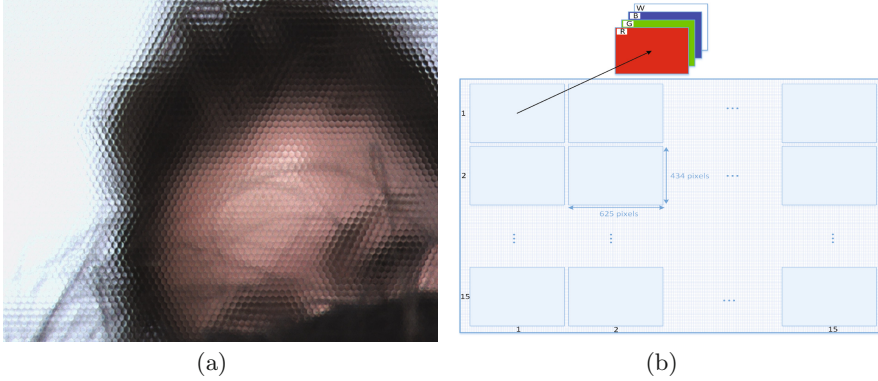 W
B
G
R
1
...
2
434 pixels
...
625 pixels
⋮ ⋮ ⋮
15
...
1 2 15
(a) (b)